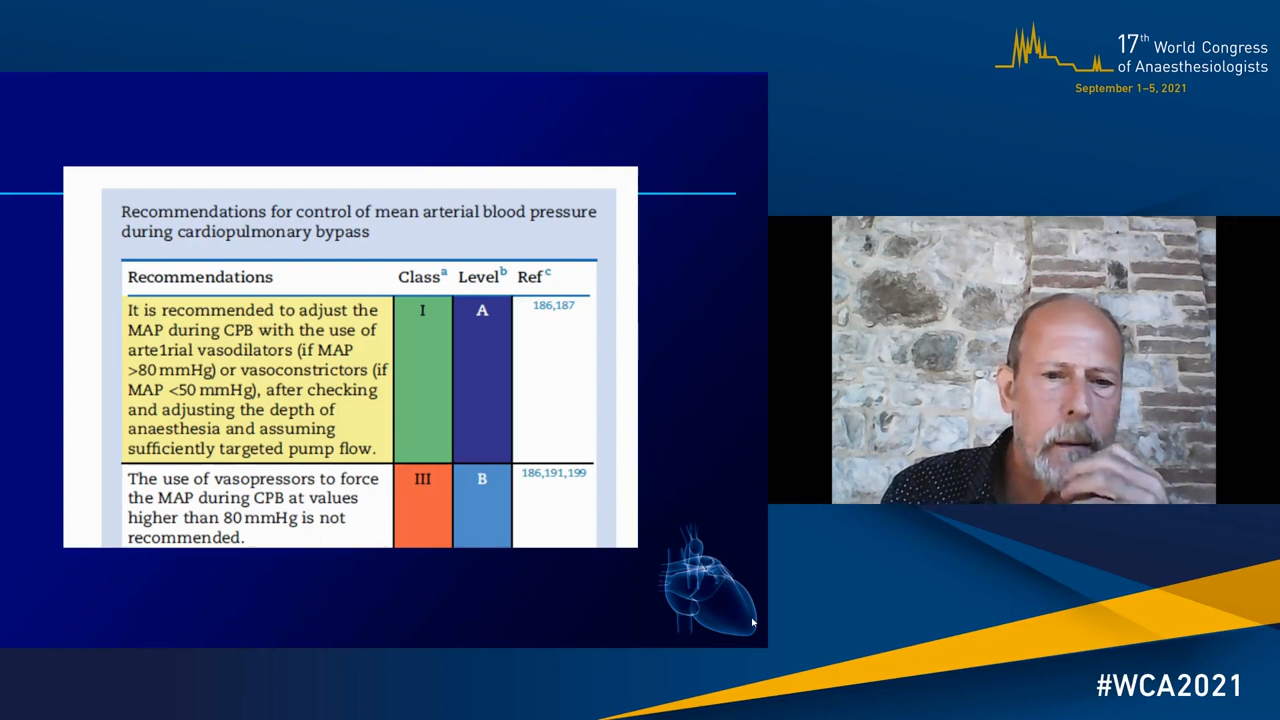 17th World Congress
of Anaesthesiologists
September 1–5, 2021
Recommendations for control of mean arterial blood pressure
during cardiopulmonary bypass
Recommendations Classa Levelb Refc
It is recommended to adjust the I A 186,187
MAP during CPB with the use of
arte1rial vasodilators (if MAP
>80 mmHg) or vasoconstrictors (if
MAP <50 mmHg), after checking
and adjusting the depth of
anaesthesia and assuming
sufficiently targeted pump flow.
The use of vasopressors to force III B 186,191,199
the MAP during CPB at values
higher than 80 mmHg is not
recommended.
#WCA2021